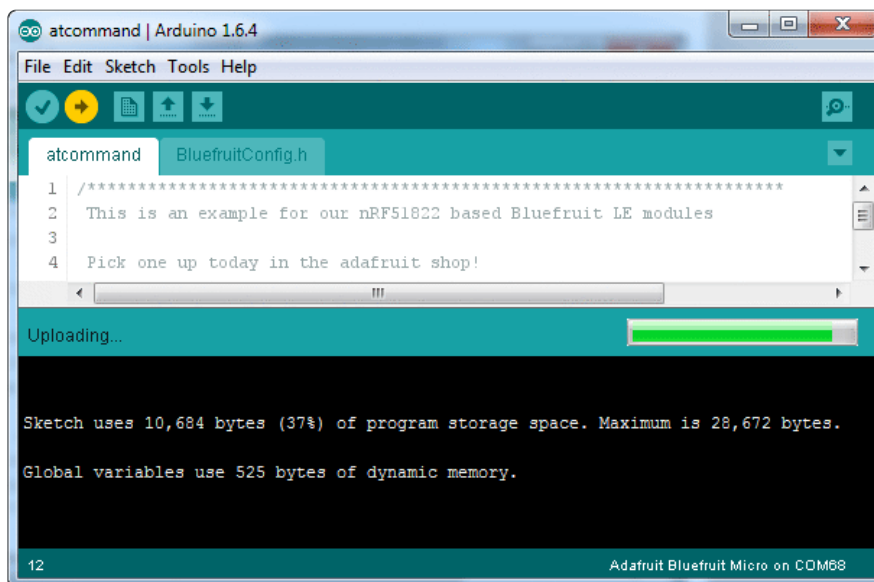 atcommand | Arduino 1.6.4
File Edit Sketch Tools Help
atcommand BluefruitConfig.h
1 /*********************************************************************
2 This is an example for our nRF51822 based Bluefruit LE modules
3
4 Pick one up today in the adafruit shop!
Uploading...
Sketch uses 10,684 bytes (37%) of program storage space. Maximum is 28,672 bytes.
Global variables use 525 bytes of dynamic memory.
12 Adafruit Bluefruit Micro on COM68